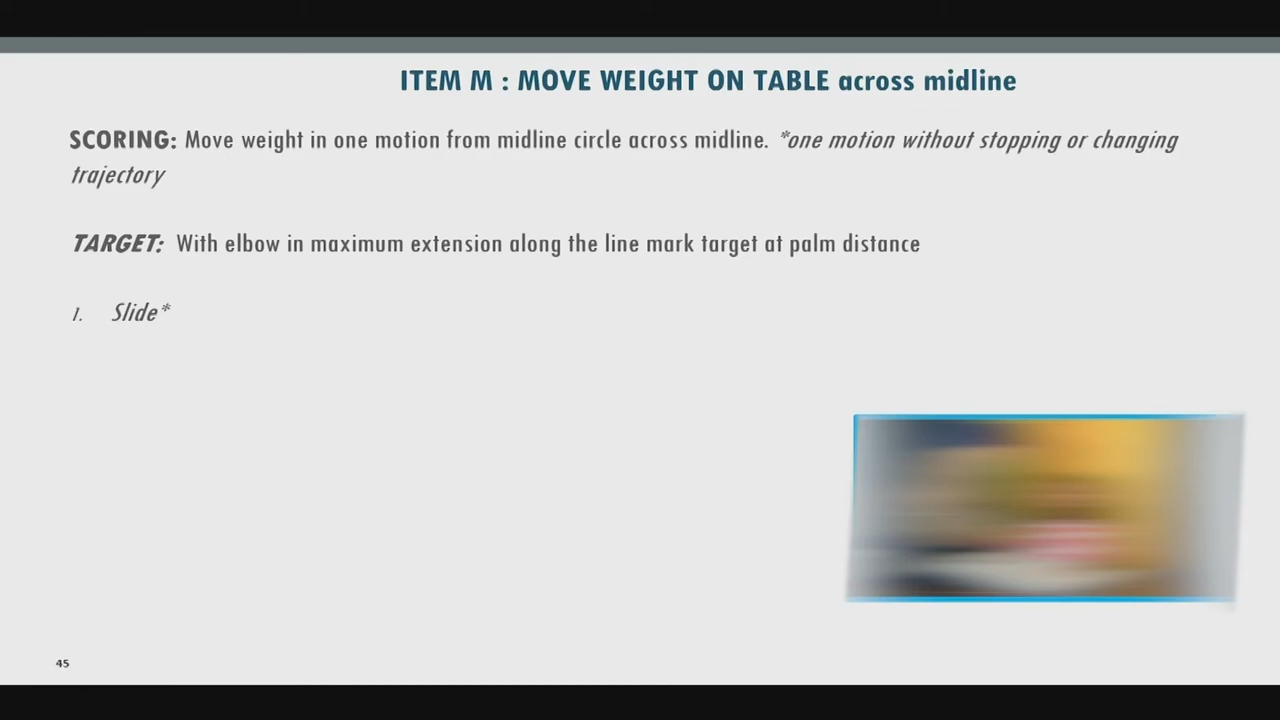 ITEM M : MOVE WEIGHT ON TABLE across midline
SCORING: Move weight in one motion from midline circle across midline. *one motion without stopping or changing
trajectory
TARGET: With elbow in maximum extension along the line mark target at palm distance
1. Slide*
45